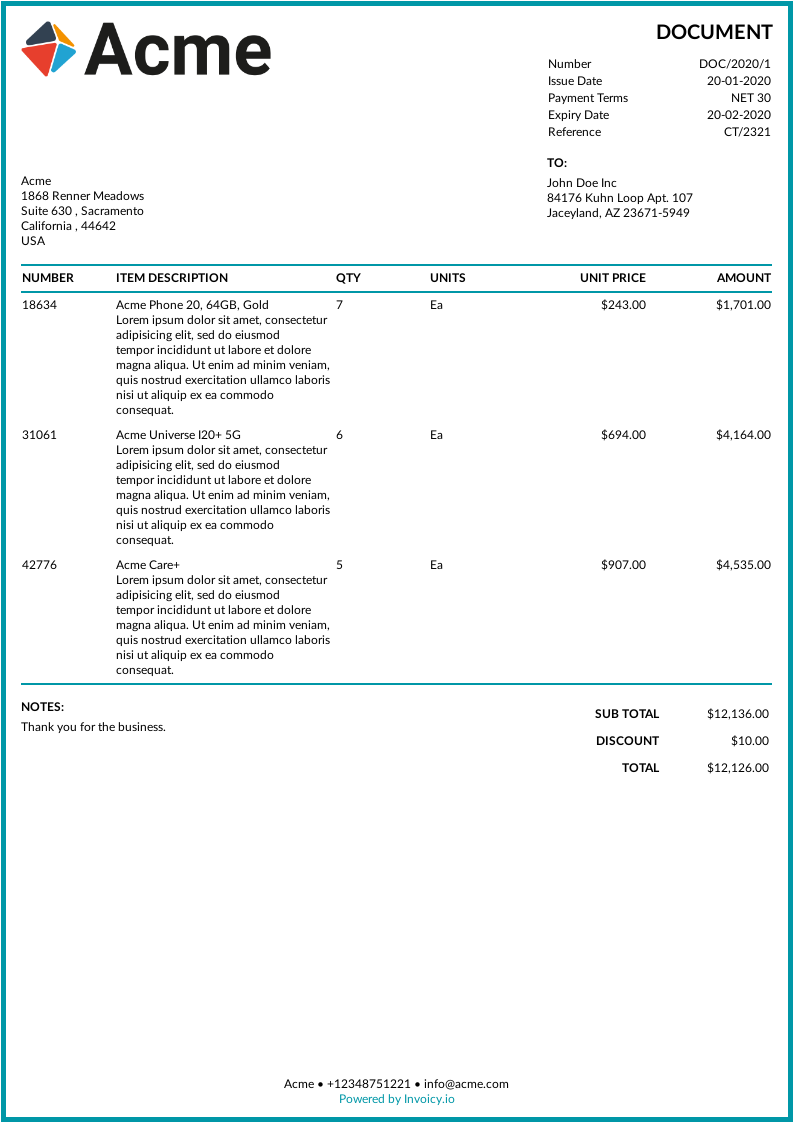 Acme
DOCUMENT
Number DOC/2020/1
Issue Date 20-01-2020
Payment Terms NET 30
Expiry Date 20-02-2020
Reference CT/2321
TO:
John Doe Inc
84176 Kuhn Loop Apt. 107
Jaceyland, AZ 23671-5949
Acme
1868 Renner Meadows
Suite 630 , Sacramento
California , 44642
USA
NUMBER ITEM DESCRIPTION QTY UNITS UNIT PRICE AMOUNT
18634 Acme Phone 20, 64GB, Gold 7 Ea $243.00 $1,701.00
Lorem ipsum dolor sit amet, consectetur
adipisicing elit, sed do eiusmod
tempor incididunt ut labore et dolore
magna aliqua. Ut enim ad minim veniam,
quis nostrud exercitation ullamco laboris
nisi ut aliquip ex ea commodo
consequat.
31061 Acme Universe I20+ 5G 6 Ea $694.00 $4,164.00
Lorem ipsum dolor sit amet, consectetur
adipisicing elit, sed do eiusmod
tempor incididunt ut labore et dolore
magna aliqua. Ut enim ad minim veniam,
quis nostrud exercitation ullamco laboris
nisi ut aliquip ex ea commodo
consequat.
42776 Acme Care+ 5 Ea $907.00 $4,535.00
Lorem ipsum dolor sit amet, consectetur
adipisicing elit, sed do eiusmod
tempor incididunt ut labore et dolore
magna aliqua. Ut enim ad minim veniam,
quis nostrud exercitation ullamco laboris
nisi ut aliquip ex ea commodo
consequat.
NOTES:
Thank you for the business.
SUB TOTAL $12,136.00
DISCOUNT $10.00
TOTAL $12,126.00
Acme • +12348751221 • info@acme.com
Powered by Invoicy.io